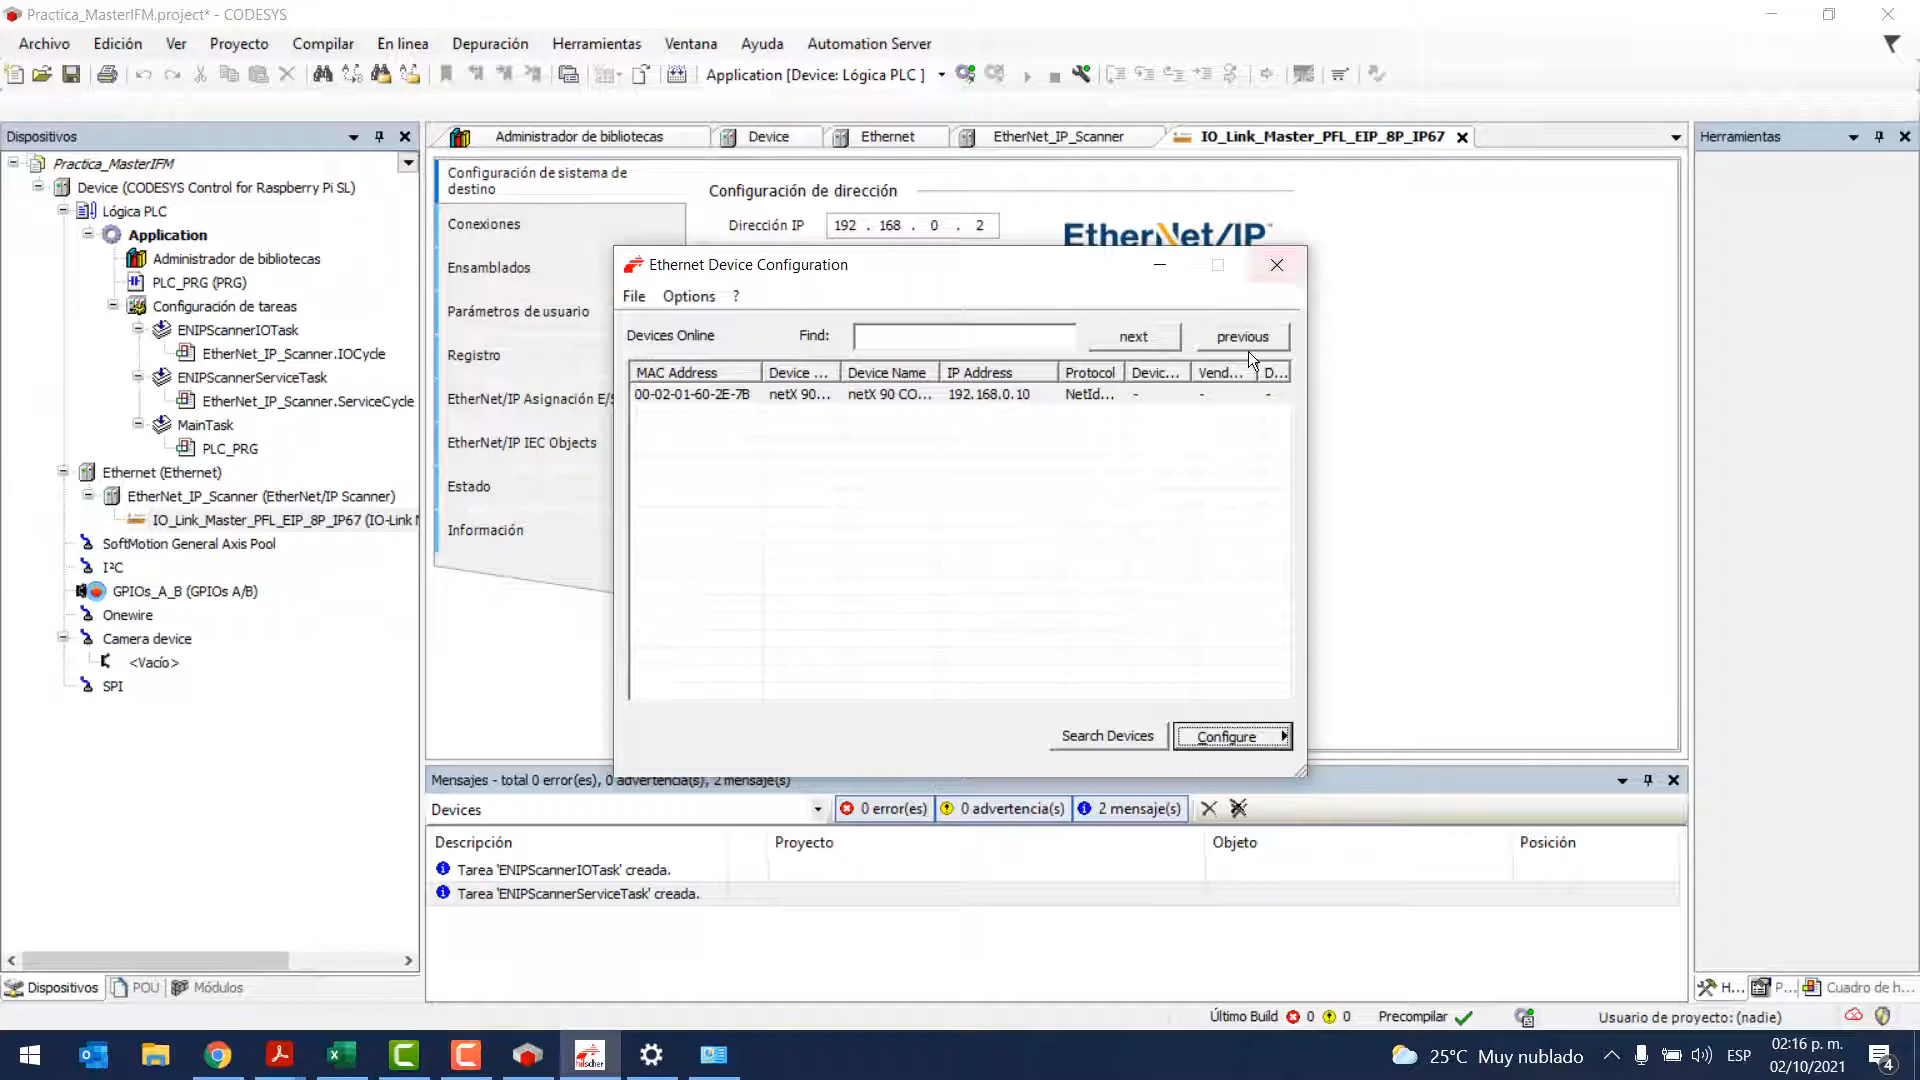 Practica_MasterIFM.project* - CODESYS
Archivo Edición Ver Proyecto Compilar En línea Depuración Herramientas Ventana Ayuda Automation Server
Application [Device: Lógica PLC ]
Dispositivos
Practica_MasterIFM
Device (CODESYS Control for Raspberry Pi SL)
Lógica PLC
Application
Administrador de bibliotecas
PLC_PRG (PRG)
Configuración de tareas
ENIPScannerIOTask
EtherNet_IP_Scanner.IOCycle
ENIPScannerServiceTask
EtherNet_IP_Scanner.ServiceCycle
MainTask
PLC_PRG
Ethernet (Ethernet)
EtherNet_IP_Scanner (EtherNet/IP Scanner)
IO_Link_Master_PFL_EIP_8P_IP67 (IO-Link
SoftMotion General Axis Pool
I²C
GPIOs_A_B (GPIOs A/B)
Onewire
Camera device
<Vacío>
SPI
Dispositivos POU Módulos
Administrador de bibliotecas Device Ethernet EtherNet_IP_Scanner IO_Link_Master_PFL_EIP_8P_IP67
Configuración de sistema de
destino
Conexiones
Ensamblados
Parámetros de usuario
Registro
EtherNet/IP Asignación E/S
EtherNet/IP IEC Objects
Estado
Información
Configuración de dirección
Dirección IP 192 . 168 . 0 . 2
EtherNet/IP
Ethernet Device Configuration
File Options ?
Devices Online Find: next previous
MAC Address Device ... Device Name IP Address Protocol Devic... Vend... D...
00-02-01-60-2E-7B netX 90... netX 90 CO... 192.168.0.10 NetId... - - -
Search Devices Configure
Mensajes - total 0 error(es), 0 advertencia(s), 2 mensaje(s)
Devices 0 error(es) 0 advertencia(s) 2 mensaje(s)
Descripción Proyecto Objeto Posición
Tarea 'ENIPScannerIOTask' creada.
Tarea 'ENIPScannerServiceTask' creada.
Herramientas
H... P... Cuadro de h...
Último Build 0 0 Precompilar Usuario de proyecto: (nadie)
hilscher
25°C Muy nublado ESP
02:16 p. m.
02/10/2021
4